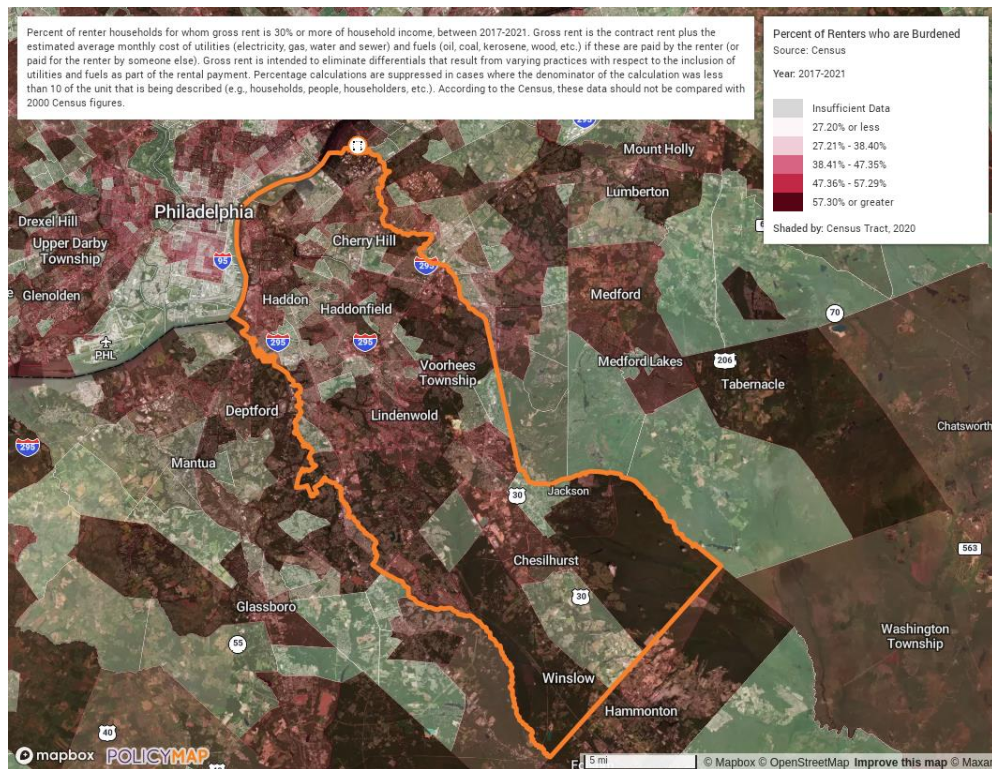 Percent of renter households for whom gross rent is 30% or more of household income, between 2017-2021. Gross rent is the contract rent plus the
estimated average monthly cost of utilities (electricity, gas, water and sewer) and fuels (oil, coal, kerosene, wood, etc.) if these are paid by the renter (or
paid for the renter by someone else). Gross rent is intended to eliminate differentials that result from varying practices with respect to the inclusion of
utilities and fuels as part of the rental payment. Percentage calculations are suppressed in cases where the denominator of the calculation was less
than 10 of the unit that is being described (e.g., households, people, householders, etc.). According to the Census, these data should not be compared with
2000 Census figures.
Percent of Renters who are Burdened
Source: Census
Year: 2017-2021
Insufficient Data
27.20% or less
27.21% - 38.40%
38.41% - 47.35%
47.36% - 57.29%
57.30% or greater
Shaded by: Census Tract, 2020
295
Mount Holly
Lumberton
Philadelphia
Drexel Hill
Upper Darby
Township
Cherry Hill
95
295
Glenolden
Haddon
Haddonfield
Medford
70
PHL
295
295
Voorhees
Township
Medford Lakes
206
Tabernacle
Deptford
Lindenwold
Chatsworth
295
Mantua
30
Jackson
563
Chesilhurst
30
Glassboro
55
Washington
Township
Winslow
Hammonton
40
mapbox
POLICYMAP
5 mi
© Mapbox © OpenStreetMap Improve this map © Maxar